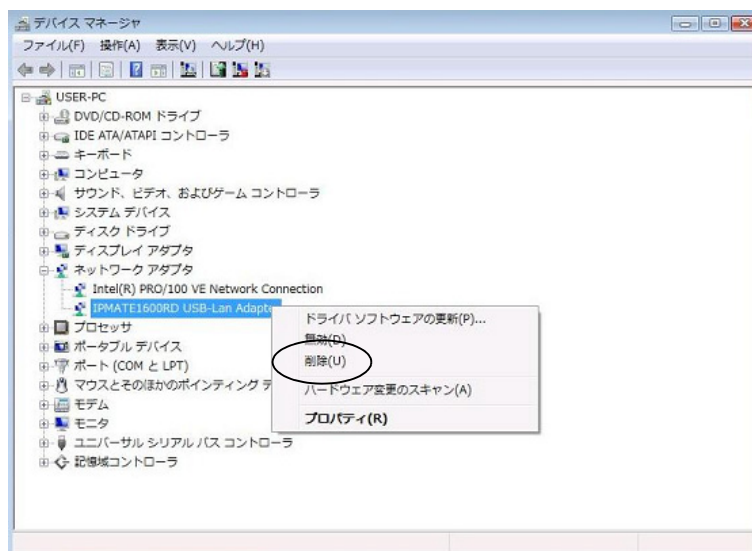 デバイス マネージャ
ファイル(F) 操作(A) 表示(V) ヘルプ(H)
USER-PC
DVD/CD-ROM ドライブ
IDE ATA/ATAPI コントローラ
キーボード
コンピュータ
サウンド、ビデオ、およびゲーム コントローラ
システム デバイス
ディスク ドライブ
ディスプレイ アダプタ
ネットワーク アダプタ
Intel(R) PRO/100 VE Network Connection
IPMATE1600RD USB-Lan Adapter
プロセッサ
ポータブル デバイス
ポート (COM と LPT)
マウスとそのほかのポインティング デ
モデム
モニタ
ユニバーサル シリアル バス コントローラ
記憶域コントローラ
ドライバ ソフトウェアの更新(P)...
無効(D)
削除(U)
ハードウェア変更のスキャン(A)
プロパティ(R)